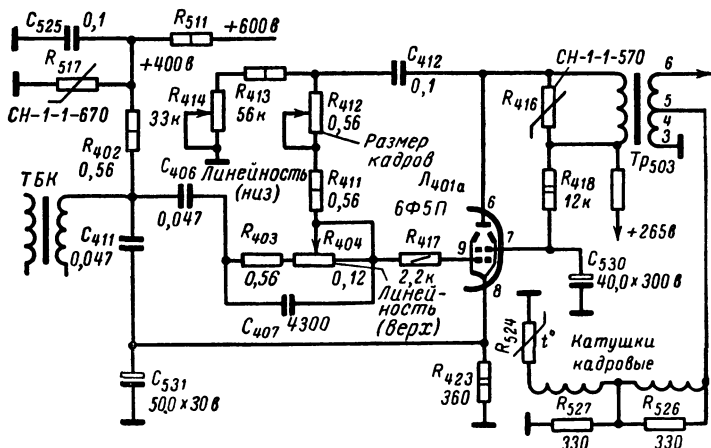 C525 0,1
R511
+600в
R517
+400в
СН-1-1-670
R402
0,56
ТБК
C411
0,047
C406
0,047
R414
33к
R413
56к
Линейность
(низ)
R412
0,56
Размер
кадров
R411
0,56
C412
0,1
СН-1-1-570
R416
Тр503
6
5
4
3
Л401а
6Ф5П
6
9
7
8
R418
12к
+265в
R403
0,56
R404
0,12
R417
2,2к
Линей-
ность
(верх)
C407 4300
C530
40,0×300в
C531
50,0×30в
R423
360
R524
t°
Катушки
кадровые
R527
330
R526
330